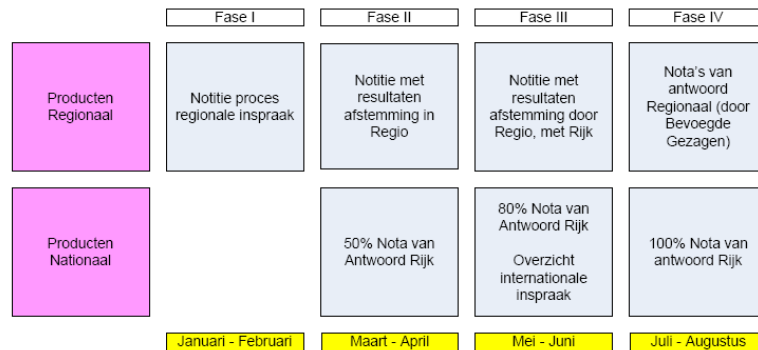 Fase I
Fase II
Fase III
Fase IV
Producten
Regionaal
Notitie proces
regionale inspraak
Notitie met
resultaten
afstemming in
Regio
Notitie met
resultaten
afstemming door
Regio, met Rijk
Nota's van
antwoord
Regionaal (door
Bevoegde
Gezagen)
Producten
Nationaal
50% Nota van
Antwoord Rijk
80% Nota van
Antwoord Rijk
Overzicht
internationale
inspraak
100% Nota van
antwoord Rijk
Januari - Februari
Maart - April
Mei - Juni
Juli - Augustus